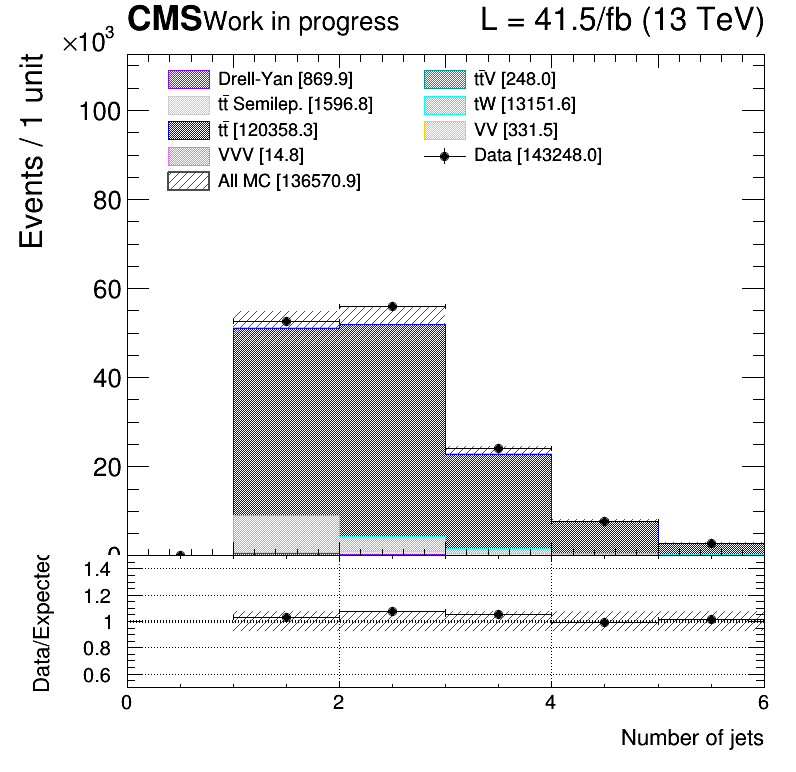 CMS Work in progress L = 41.5/fb (13 TeV)
×10³
Events / 1 unit
Drell-Yan [869.9]
tt̄ Semilep. [1596.8]
tt̄ [120358.3]
VVV [14.8]
All MC [136570.9]
tt̄V [248.0]
tW [13151.6]
VV [331.5]
Data [143248.0]
100
80
60
40
20
0
Data/Expected
1.4
1.2
1
0.8
0.6
0 2 4 6
Number of jets